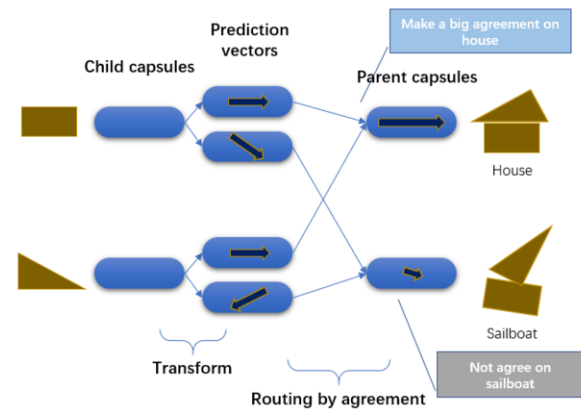 Prediction
vectors
Make a big agreement on
house
Child capsules
Parent capsules
House
Sailboat
Transform
Not agree on
sailboat
Routing by agreement